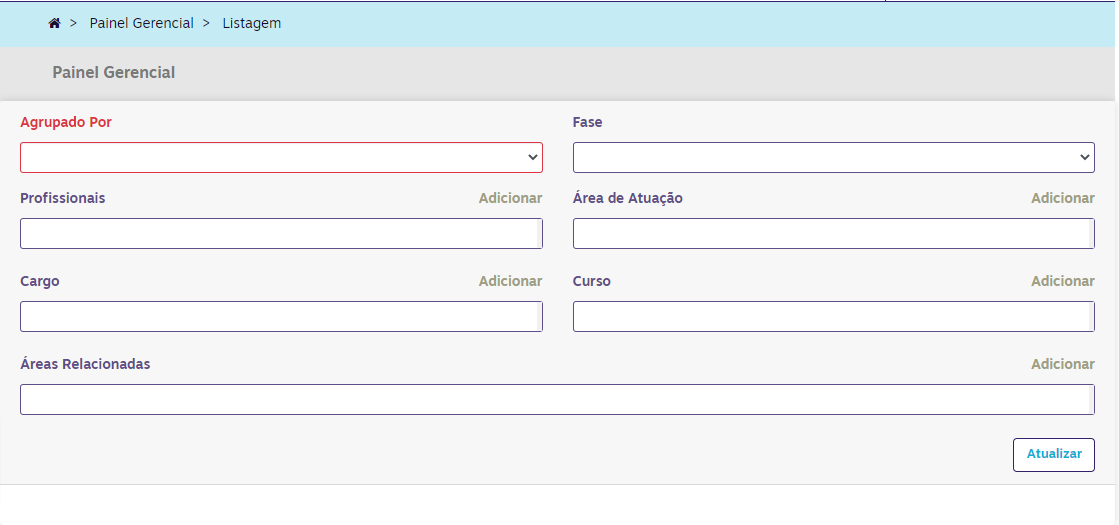 > Painel Gerencial > Listagem
Painel Gerencial
Agrupado Por
Fase
Profissionais
Adicionar
Área de Atuação
Adicionar
Cargo
Adicionar
Curso
Adicionar
Áreas Relacionadas
Adicionar
Atualizar